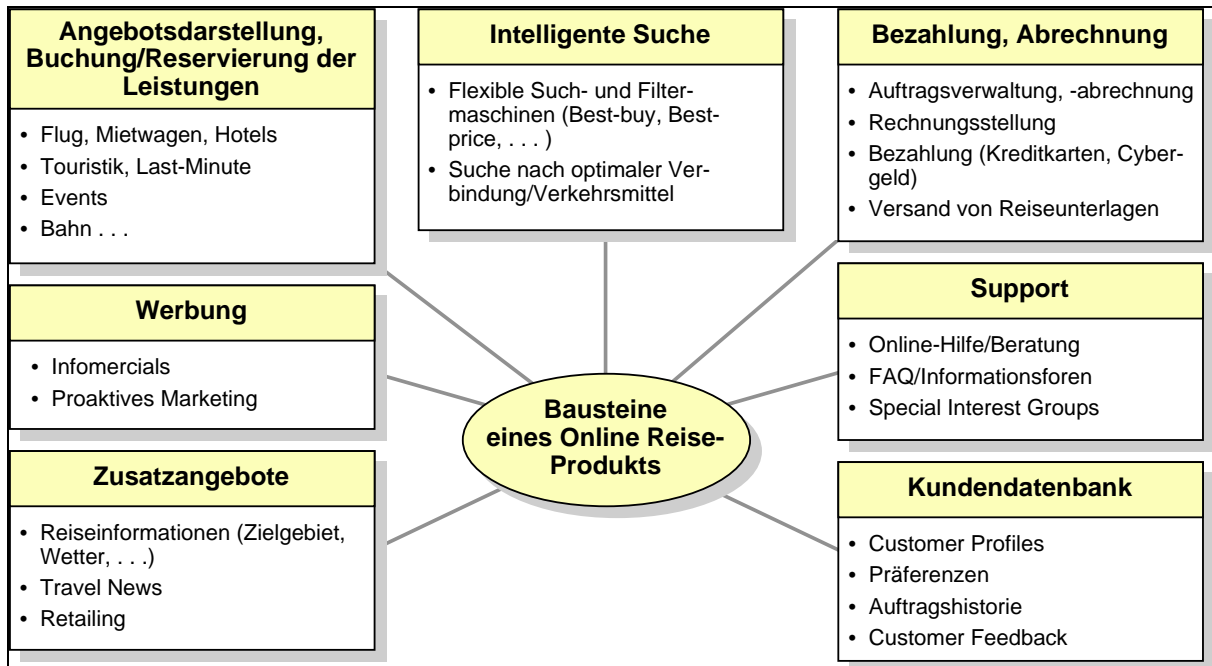 Angebotsdarstellung,
Buchung/Reservierung der
Leistungen
• Flug, Mietwagen, Hotels
• Touristik, Last-Minute
• Events
• Bahn . . .
Intelligente Suche
• Flexible Such- und Filter-
maschinen (Best-buy, Best-
price, . . . )
• Suche nach optimaler Ver-
bindung/Verkehrsmittel
Bezahlung, Abrechnung
• Auftragsverwaltung, -abrechnung
• Rechnungsstellung
• Bezahlung (Kreditkarten, Cyber-
geld)
• Versand von Reiseunterlagen
Werbung
• Infomercials
• Proaktives Marketing
Support
• Online-Hilfe/Beratung
• FAQ/Informationsforen
• Special Interest Groups
Bausteine
eines Online Reise-
Produkts
Zusatzangebote
• Reiseinformationen (Zielgebiet,
Wetter, . . .)
• Travel News
• Retailing
Kundendatenbank
• Customer Profiles
• Präferenzen
• Auftragshistorie
• Customer Feedback